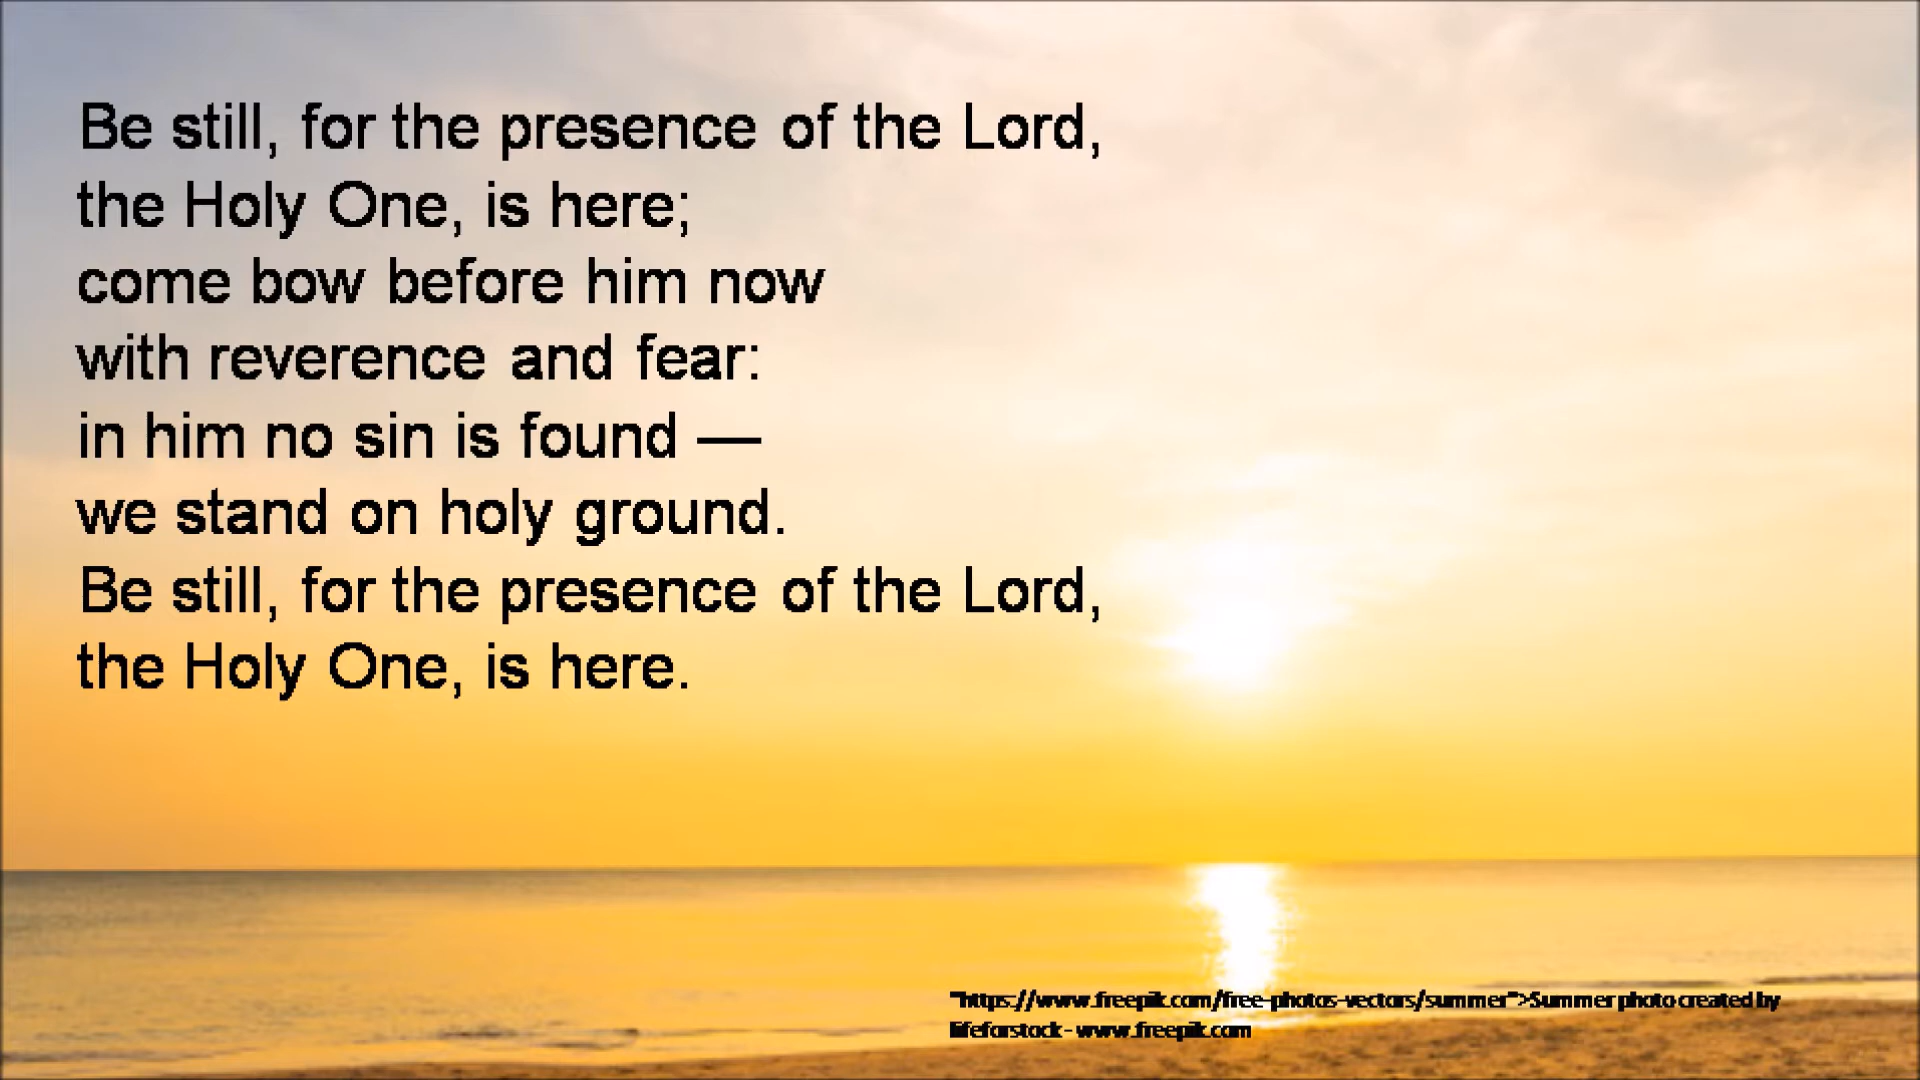 Be still, for the presence of the Lord,
the Holy One, is here;
come bow before him now
with reverence and fear:
in him no sin is found —
we stand on holy ground.
Be still, for the presence of the Lord,
the Holy One, is here.
"https://www.freepik.com/free-photos-vectors/summer">Summer photo created by
lifeforstock - www.freepik.com